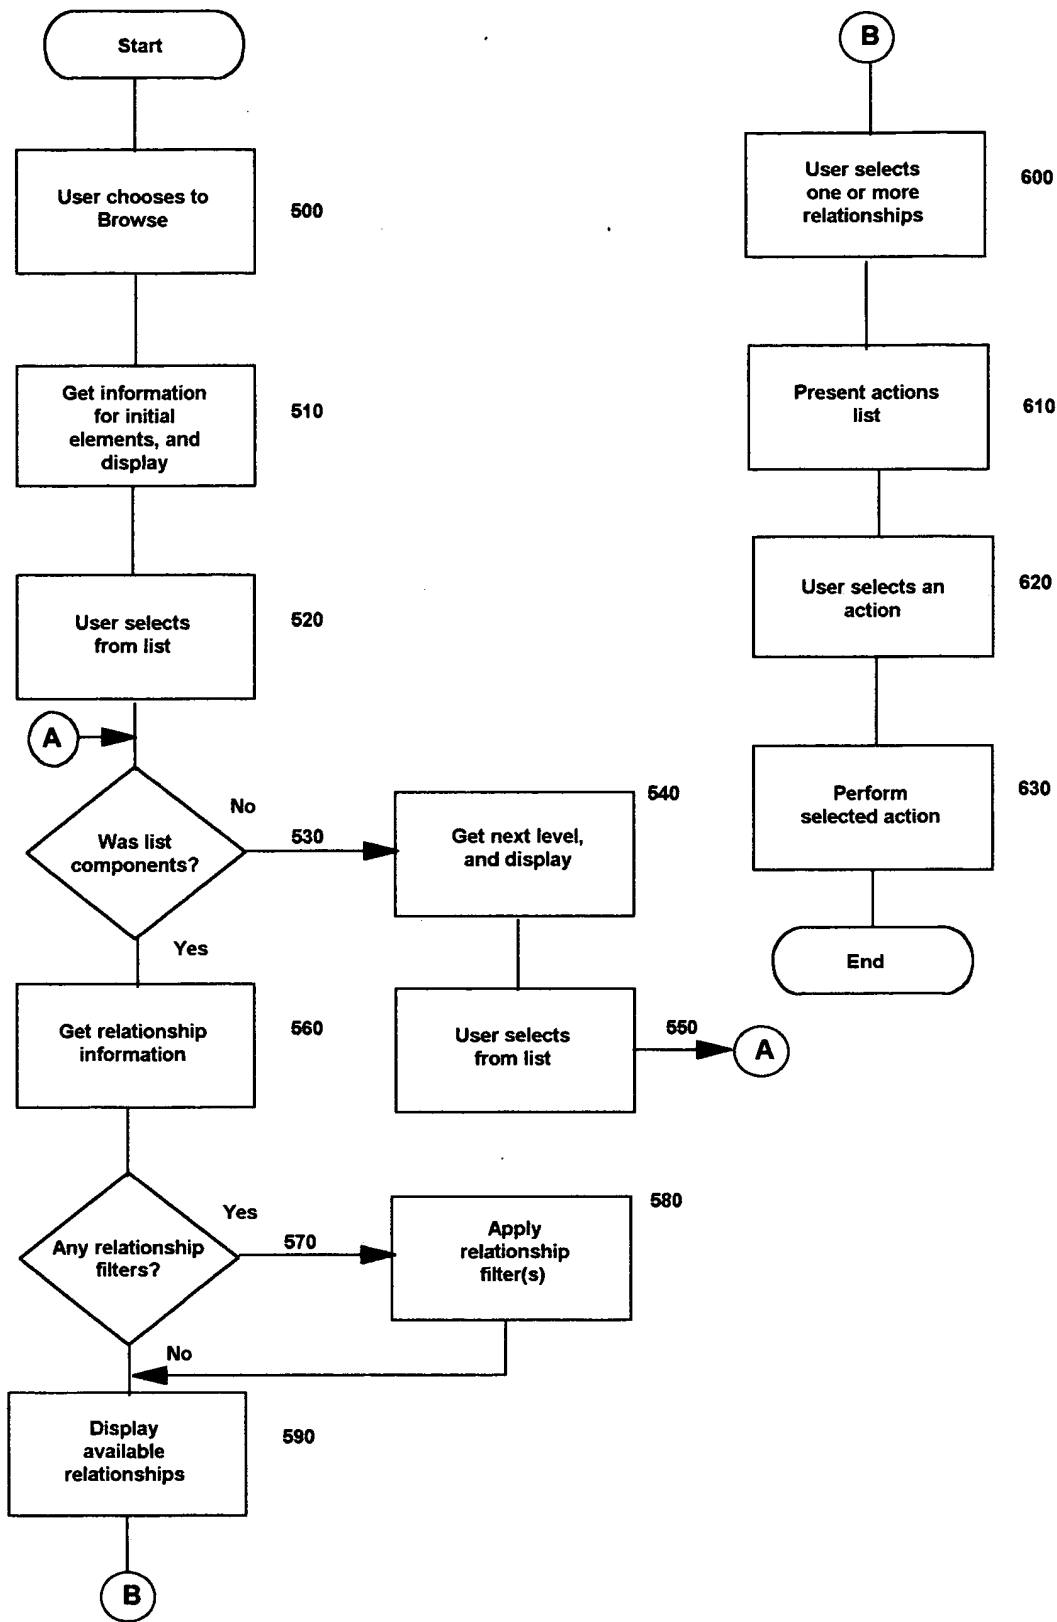 Start
User chooses to
Browse
500
Get information
for initial
elements, and
display
510
User selects
from list
520
A
Was list
components?
No
530
Get next level,
and display
540
Yes
Get relationship
information
560
User selects
from list
550
A
Any relationship
filters?
Yes
570
Apply
relationship
filter(s)
580
No
Display
available
relationships
590
B
B
User selects
one or more
relationships
600
Present actions
list
610
User selects an
action
620
Perform
selected action
630
End